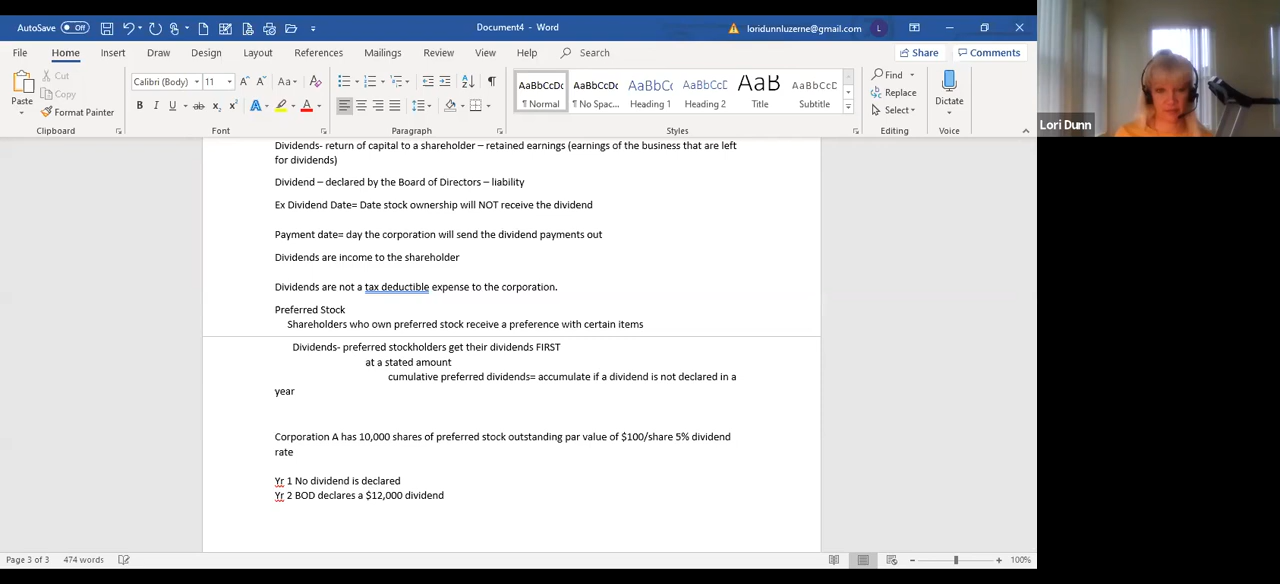 AutoSave Off Document4 - Word loridunnluzerne@gmail.com L
File Home Insert Draw Design Layout References Mailings Review View Help Search Share Comments
Paste Cut Copy Format Painter
Calibri (Body) 11
AaBbCcDc AaBbCcDc AaBbC AaBbCcC AaB AaBbCcD
¶ Normal ¶ No Spac... Heading 1 Heading 2 Title Subtitle
Find Replace Select Dictate
Clipboard Font Paragraph Styles Editing Voice
Lori Dunn
Dividends- return of capital to a shareholder – retained earnings (earnings of the business that are left
for dividends)
Dividend – declared by the Board of Directors – liability
Ex Dividend Date= Date stock ownership will NOT receive the dividend
Payment date= day the corporation will send the dividend payments out
Dividends are income to the shareholder
Dividends are not a tax deductible expense to the corporation.
Preferred Stock
Shareholders who own preferred stock receive a preference with certain items
Dividends- preferred stockholders get their dividends FIRST
at a stated amount
cumulative preferred dividends= accumulate if a dividend is not declared in a
year
Corporation A has 10,000 shares of preferred stock outstanding par value of $100/share 5% dividend
rate
Yr 1 No dividend is declared
Yr 2 BOD declares a $12,000 dividend
Page 3 of 3 474 words 100%